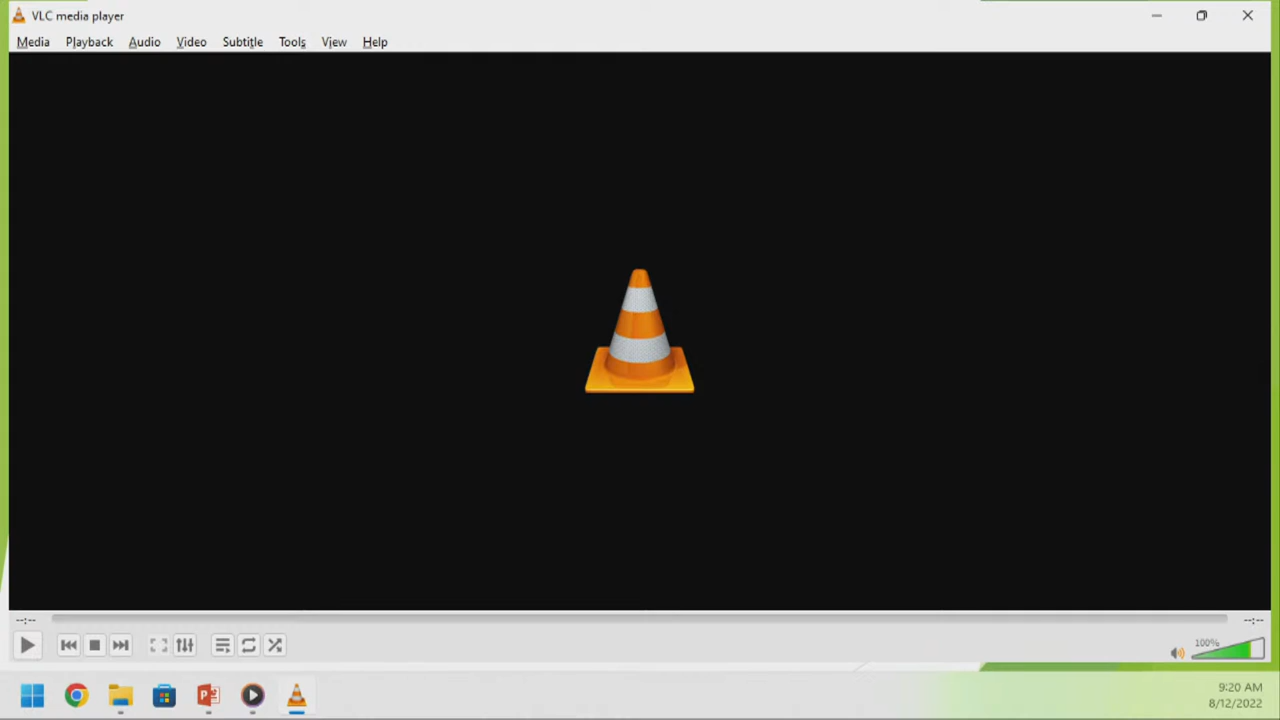 VLC media player
Media Playback Audio Video Subtitle Tools View Help
--:-- --:--
100%
9:20 AM
8/12/2022